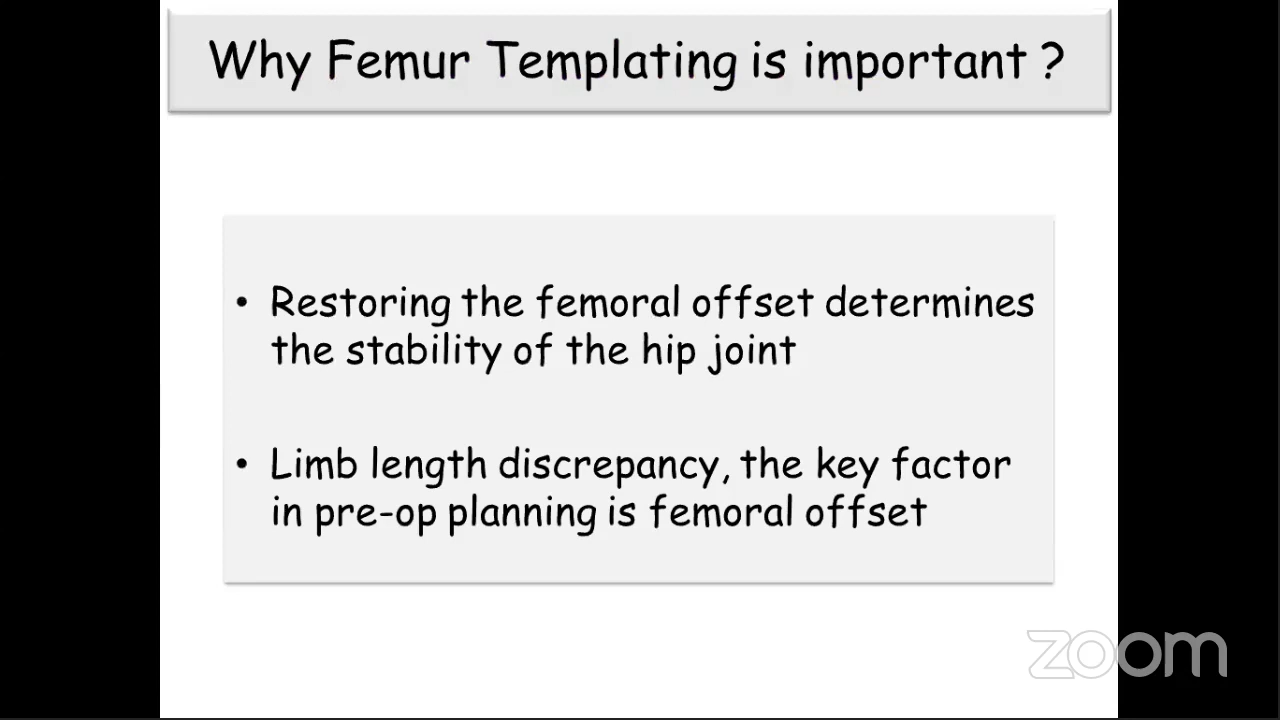 Why Femur Templating is important ?
• Restoring the femoral offset determines
the stability of the hip joint
• Limb length discrepancy, the key factor
in pre-op planning is femoral offset
zoom